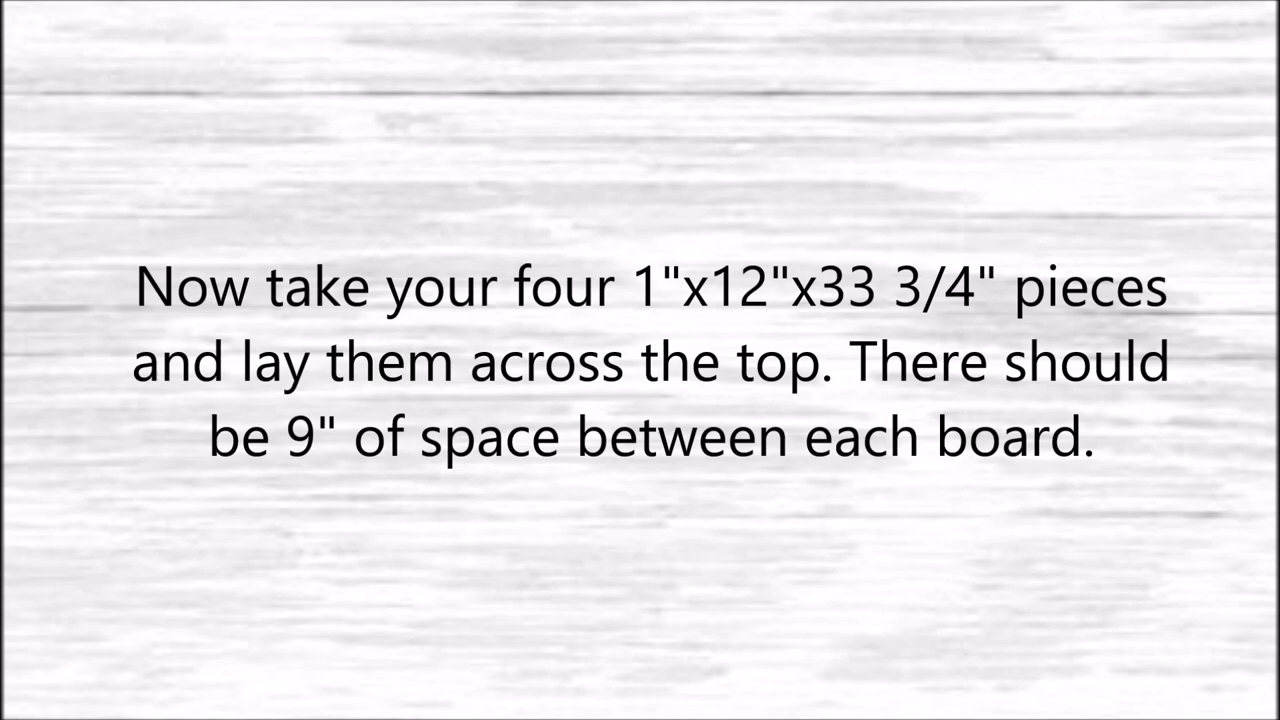 Now take your four 1"x12"x33 3/4" pieces
and lay them across the top. There should
be 9" of space between each board.